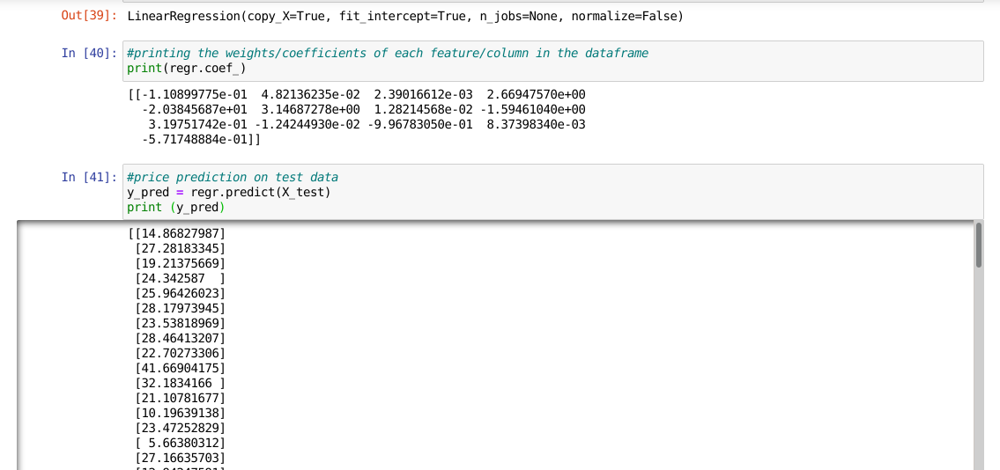 Out[39]: LinearRegression(copy_X=True, fit_intercept=True, n_jobs=None, normalize=False)
In [40]: #printing the weights/coefficients of each feature/column in the dataframe
print(regr.coef_)
[[-1.10899775e-01 4.82136235e-02 2.39016612e-03 2.66947570e+00
-2.03845687e+01 3.14687278e+00 1.28214568e-02 -1.59461040e+00
3.19751742e-01 -1.24244930e-02 -9.96783050e-01 8.37398340e-03
-5.71748884e-01]]
In [41]: #price prediction on test data
y_pred = regr.predict(X_test)
print (y_pred)
[[14.86827987]
[27.28183345]
[19.21375669]
[24.342587 ]
[25.96426023]
[28.17973945]
[23.53818969]
[28.46413207]
[22.70273306]
[41.66904175]
[32.1834166 ]
[21.10781677]
[10.19639138]
[23.47252829]
[ 5.66380312]
[27.16635703]